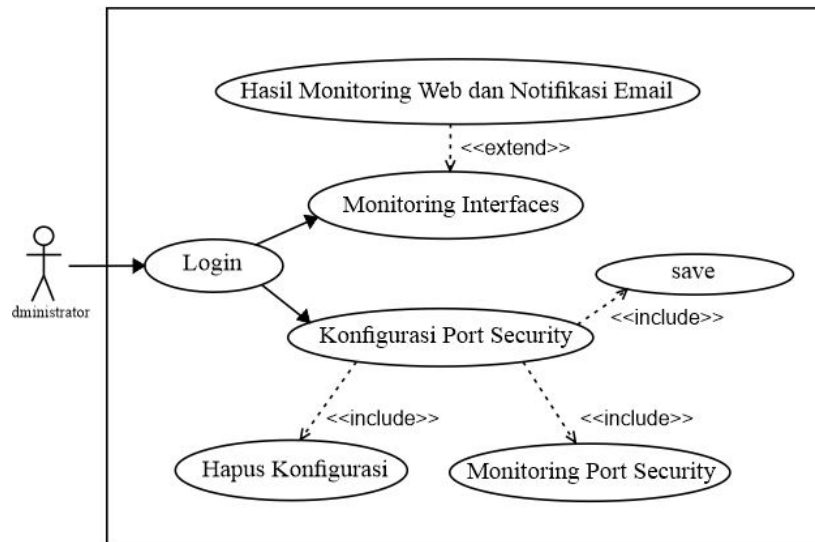 Hasil Monitoring Web dan Notifikasi Email
<<extend>>
Monitoring Interfaces
Login
dministrator
save
<<include>>
Konfigurasi Port Security
<<include>>
<<include>>
Hapus Konfigurasi
Monitoring Port Security